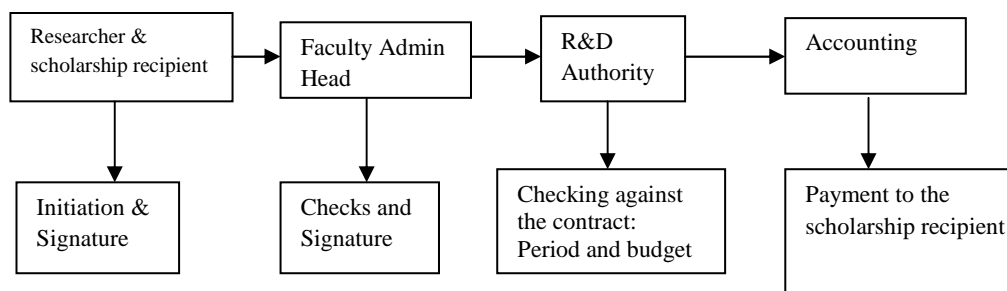 Researcher &
scholarship recipient
Faculty Admin
Head
R&D
Authority
Accounting
Initiation &
Signature
Checks and
Signature
Checking against
the contract:
Period and budget
Payment to the
scholarship recipient